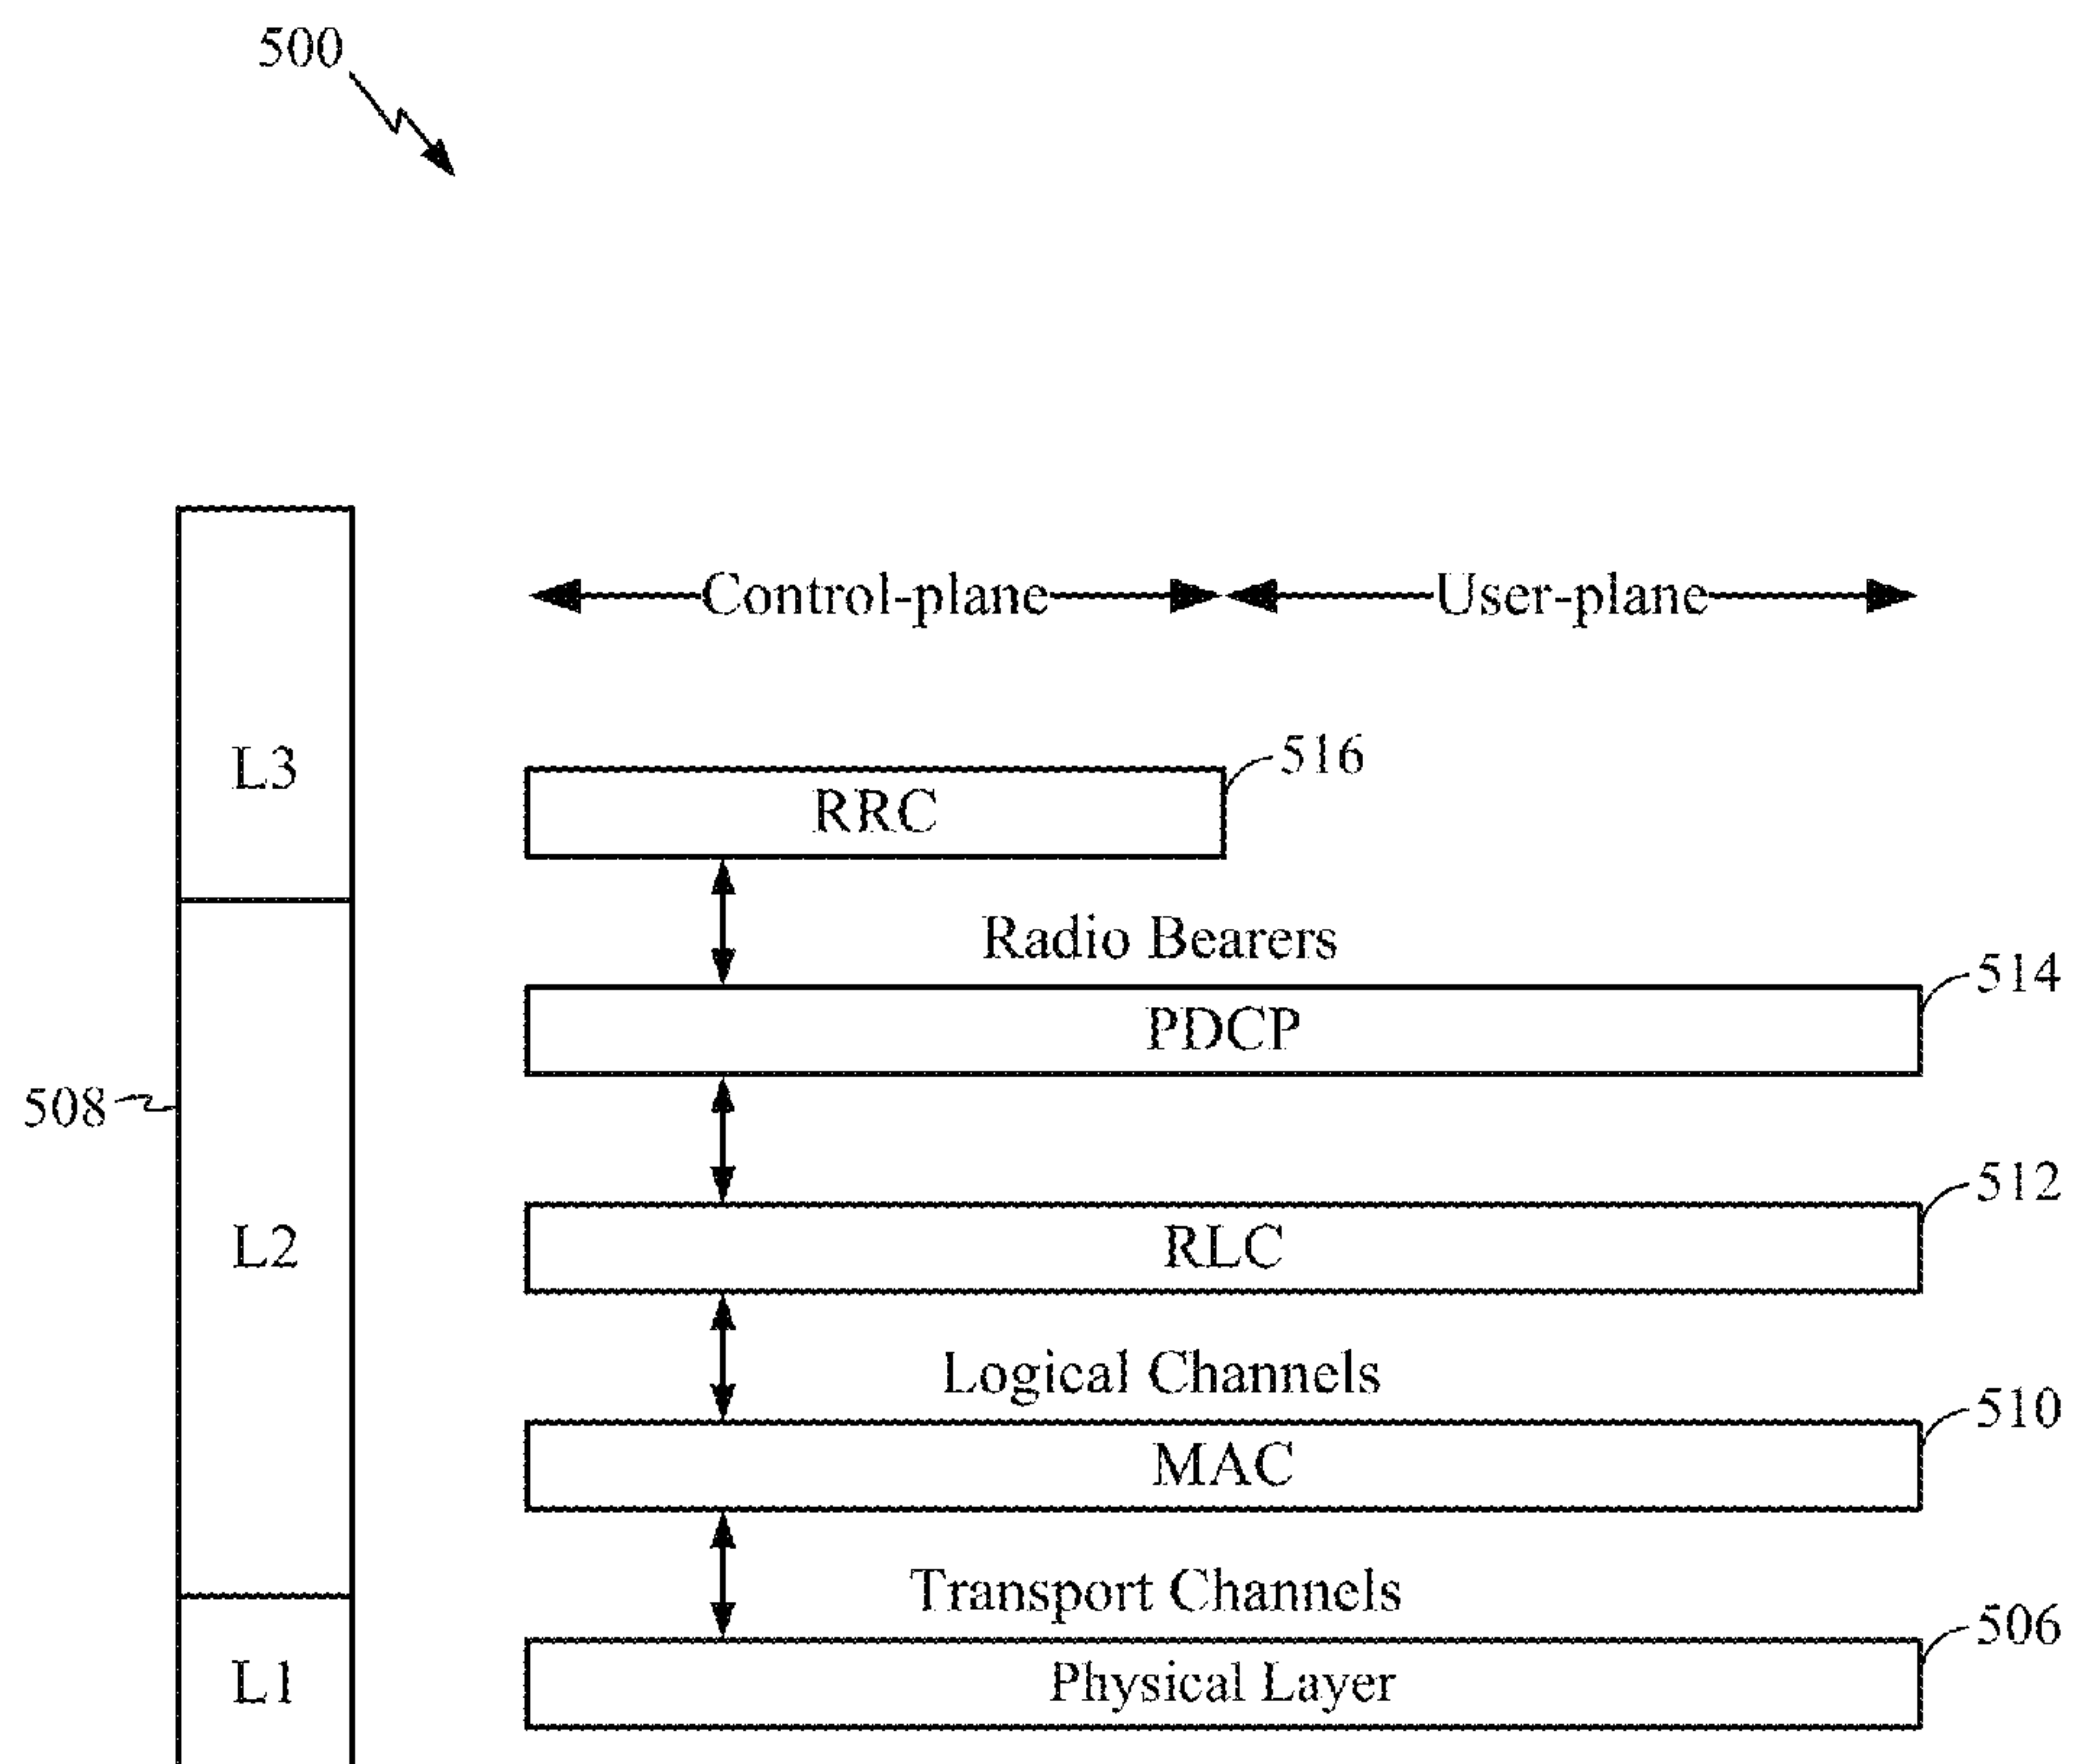 500
Control-plane User-plane
L3
516
RRC
Radio Bearers
514
PDCP
508
512
L2
RLC
Logical Channels
510
MAC
Transport Channels
506
L1
Physical Layer